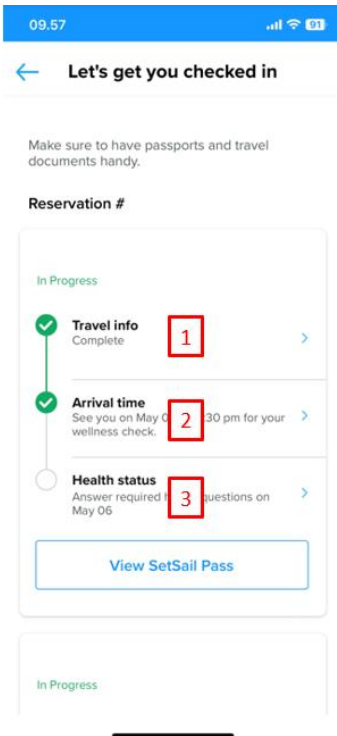 09.57
91
Let's get you checked in
Make sure to have passports and travel
documents handy.
Reservation #
In Progress
Travel info
Complete
1
Arrival time
See you on May 30 pm for your
wellness check.
2
Health status
Answer required questions on
May 06
3
View SetSail Pass
In Progress